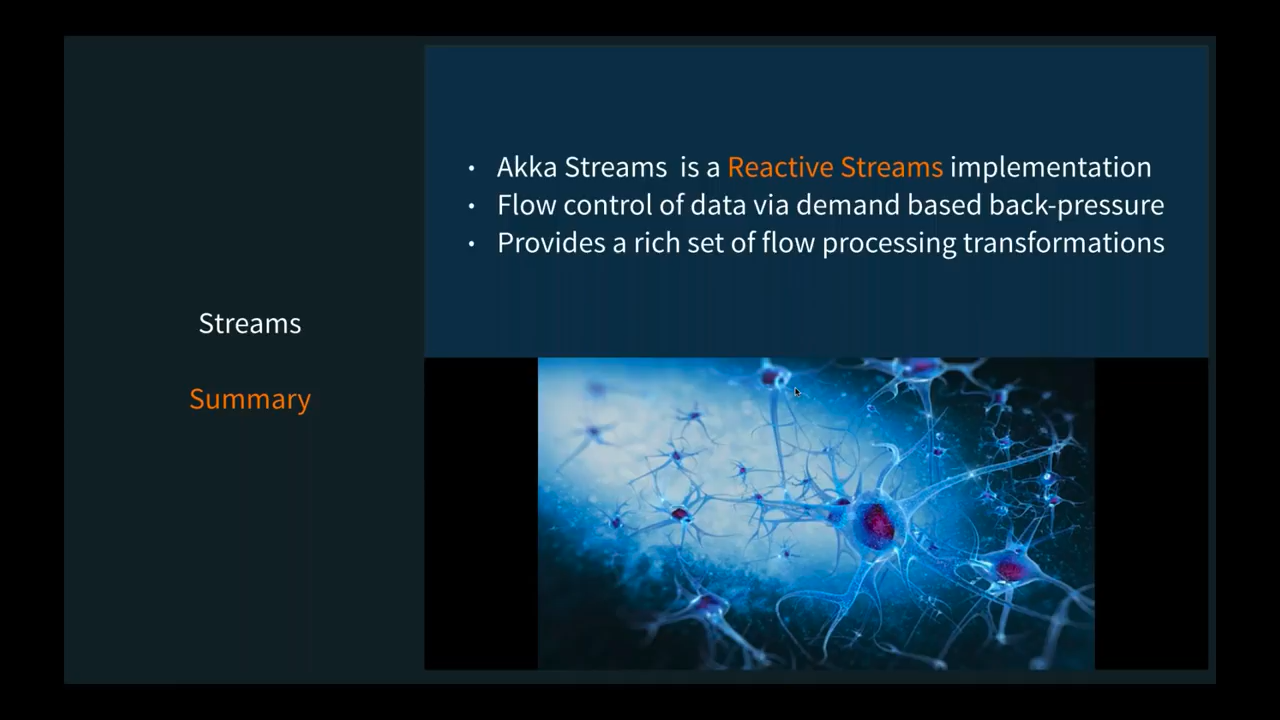 Streams
Summary
• Akka Streams  is a Reactive Streams implementation
• Flow control of data via demand based back-pressure
• Provides a rich set of flow processing transformations